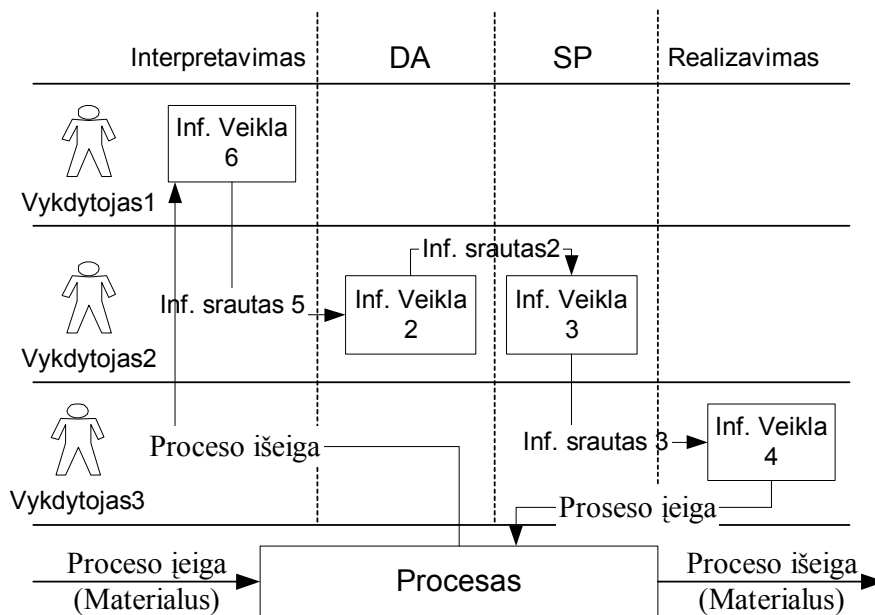 Interpretavimas
DA
SP
Realizavimas
Inf. Veikla
6
Vykdytojas1
Inf. srautas2
Inf. srautas 5
Inf. Veikla
2
Inf. Veikla
3
Vykdytojas2
Proceso išeiga
Inf. srautas 3
Inf. Veikla
4
Vykdytojas3
Proseso įeiga
Proceso įeiga
(Materialus)
Procesas
Proceso išeiga
(Materialus)